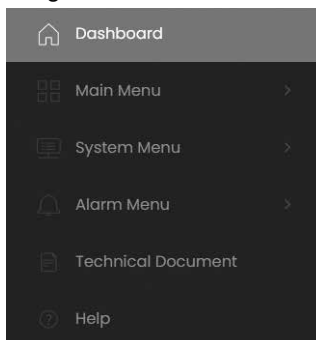 Dashboard
Main Menu
System Menu
Alarm Menu
Technical Document
Help